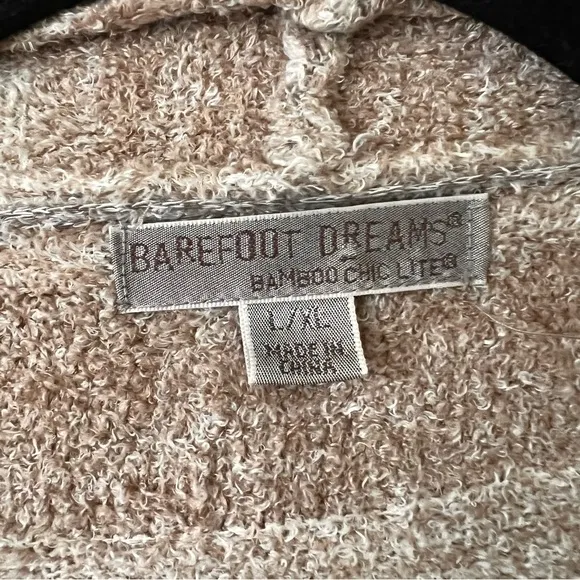 BAREFOOT DREAMS®
BAMBOO CHIC LITE®
L/XL
MADE IN
CHINA